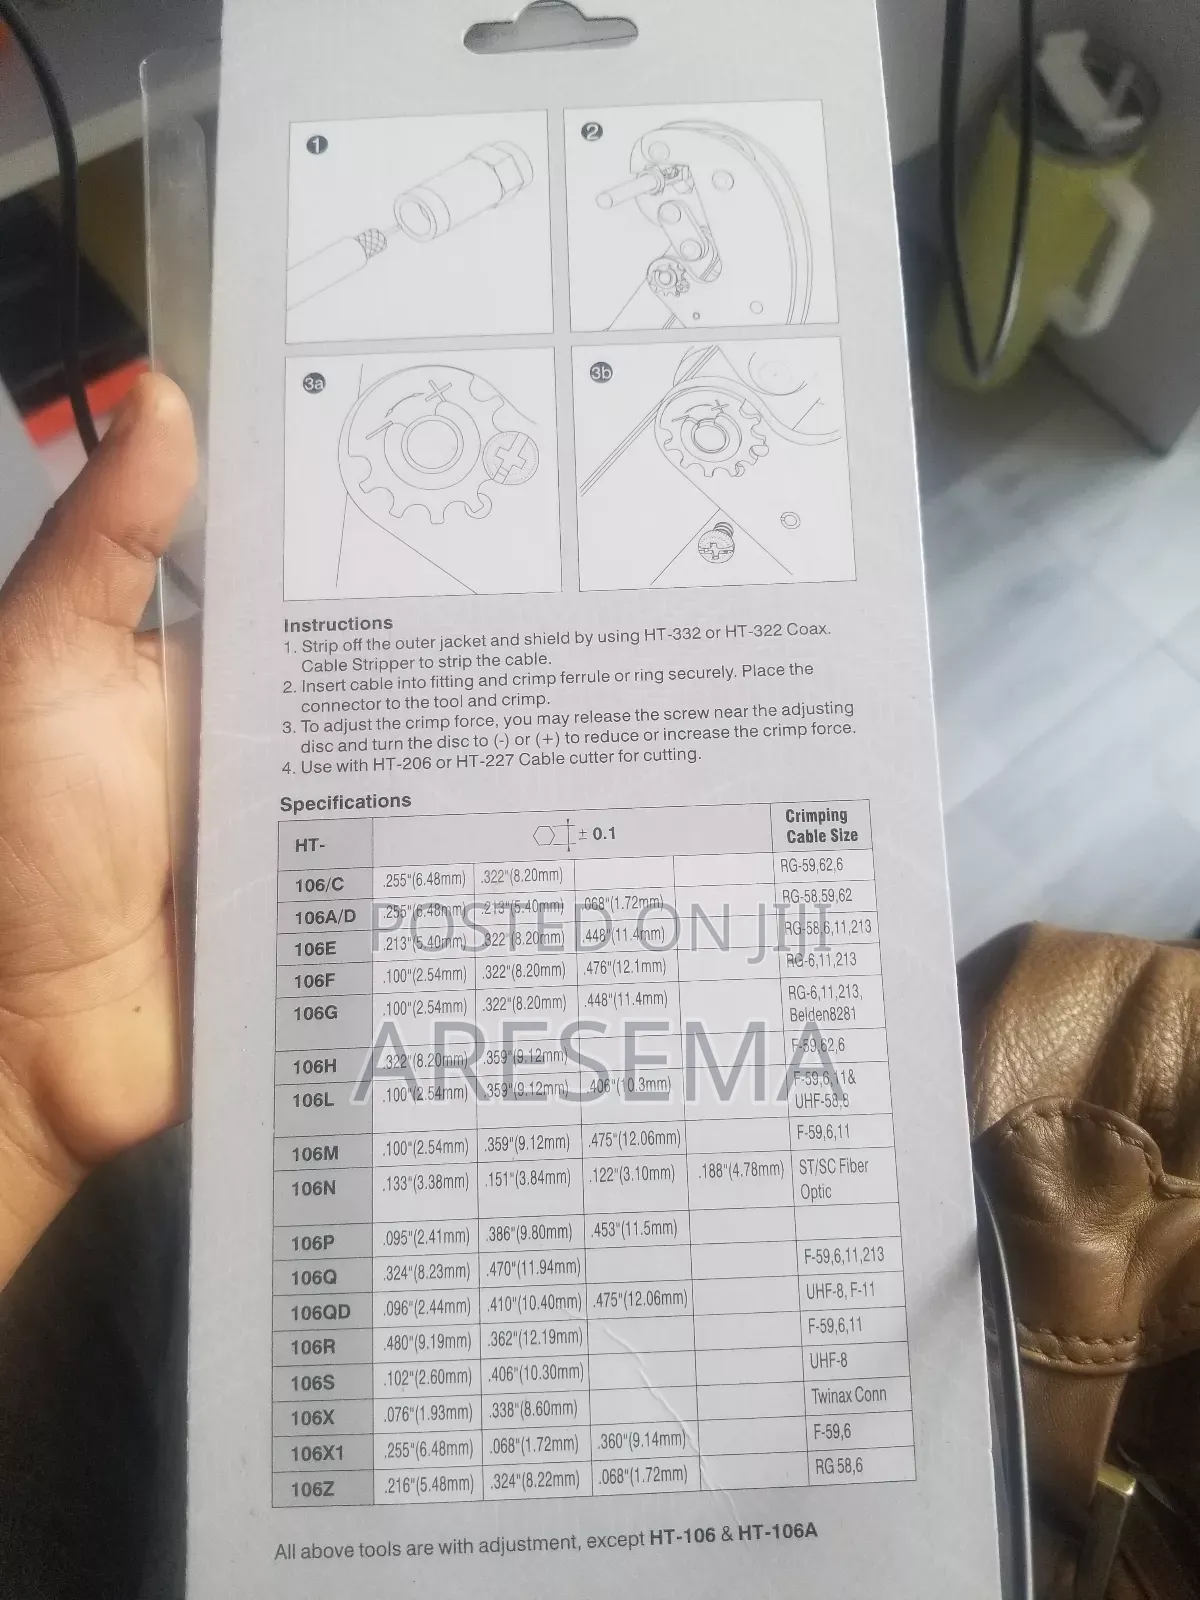 1
2
3a
3b
Instructions
1. Strip off the outer jacket and shield by using HT-332 or HT-322 Coax.
Cable Stripper to strip the cable.
2. Insert cable into fitting and crimp ferrule or ring securely. Place the
connector to the tool and crimp.
3. To adjust the crimp force, you may release the screw near the adjusting
disc and turn the disc to (-) or (+) to reduce or increase the crimp force.
4. Use with HT-206 or HT-227 Cable cutter for cutting.
Specifications
HT- ± 0.1 Crimping
Cable Size
106/C .255"(6.48mm) .322"(8.20mm) RG-59,62,6
106A/D .255"(6.48mm) .213"(5.40mm) .068"(1.72mm) RG-58,59,62
106E .213"(5.40mm) .322"(8.20mm) .448"(11.4mm) RG-58,6,11,213
106F .100"(2.54mm) .322"(8.20mm) .476"(12.1mm) RG-6,11,213
106G .100"(2.54mm) .322"(8.20mm) .448"(11.4mm) RG-6,11,213,
Belden8281
106H .322"(8.20mm) .359"(9.12mm) F-59,62,6
106L .100"(2.54mm) .359"(9.12mm) .406"(10.3mm) F-59,6,11&
UHF-59,8
106M .100"(2.54mm) .359"(9.12mm) .475"(12.06mm) F-59,6,11
106N .133"(3.38mm) .151"(3.84mm) .122"(3.10mm) .188"(4.78mm) ST/SC Fiber
Optic
106P .095"(2.41mm) .386"(9.80mm) .453"(11.5mm)
106Q .324"(8.23mm) .470"(11.94mm) F-59,6,11,213
106QD .096"(2.44mm) .410"(10.40mm) .475"(12.06mm) UHF-8, F-11
106R .480"(9.19mm) .362"(12.19mm) F-59,6,11
106S .102"(2.60mm) .406"(10.30mm) UHF-8
106X .076"(1.93mm) .338"(8.60mm) Twinax Conn
106X1 .255"(6.48mm) .068"(1.72mm) .360"(9.14mm) F-59,6
106Z .216"(5.48mm) .324"(8.22mm) .068"(1.72mm) RG 58,6
All above tools are with adjustment, except HT-106 & HT-106A
POSTED ON JIJI
ARESEMA